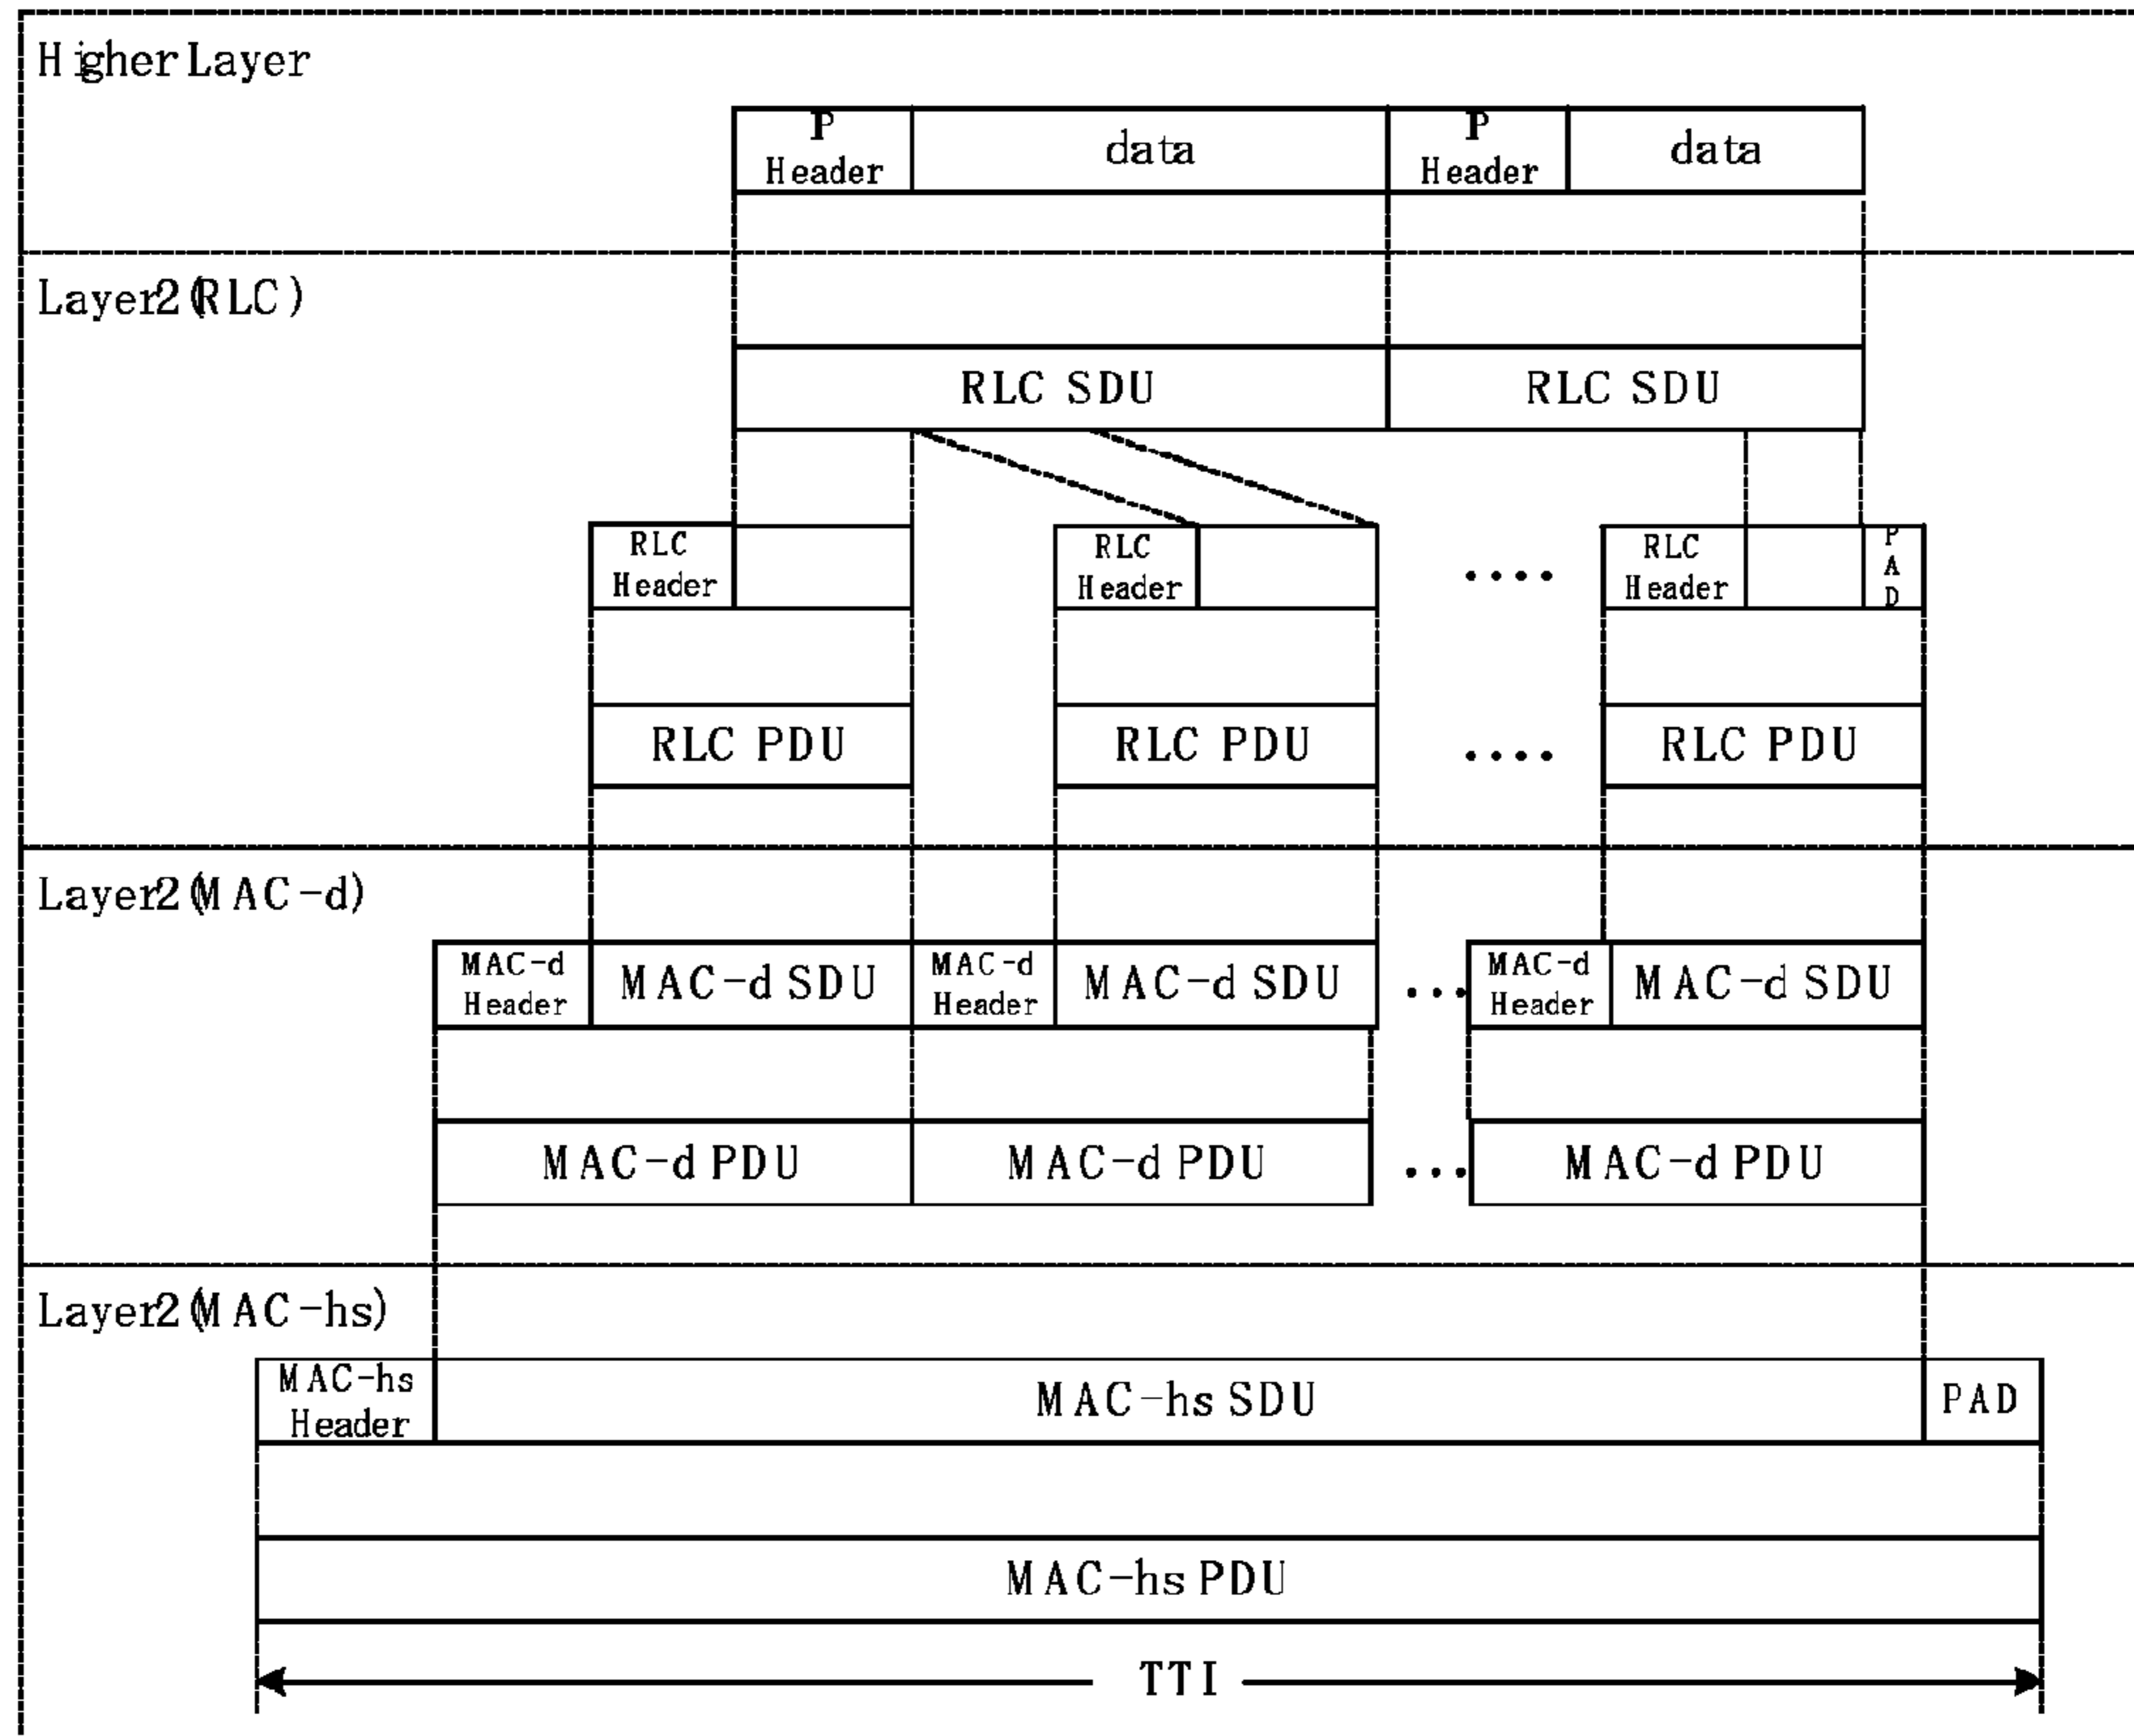 Higher Layer
P Header data P Header data
Layer2(RLC)
RLC SDU RLC SDU
RLC Header RLC Header .... RLC Header PAD
RLC PDU RLC PDU .... RLC PDU
Layer2(MAC-d)
MAC-d Header MAC-d SDU MAC-d Header MAC-d SDU ... MAC-d Header MAC-d SDU
MAC-d PDU MAC-d PDU ... MAC-d PDU
Layer2(MAC-hs)
MAC-hs Header MAC-hs SDU PAD
MAC-hs PDU
TTI